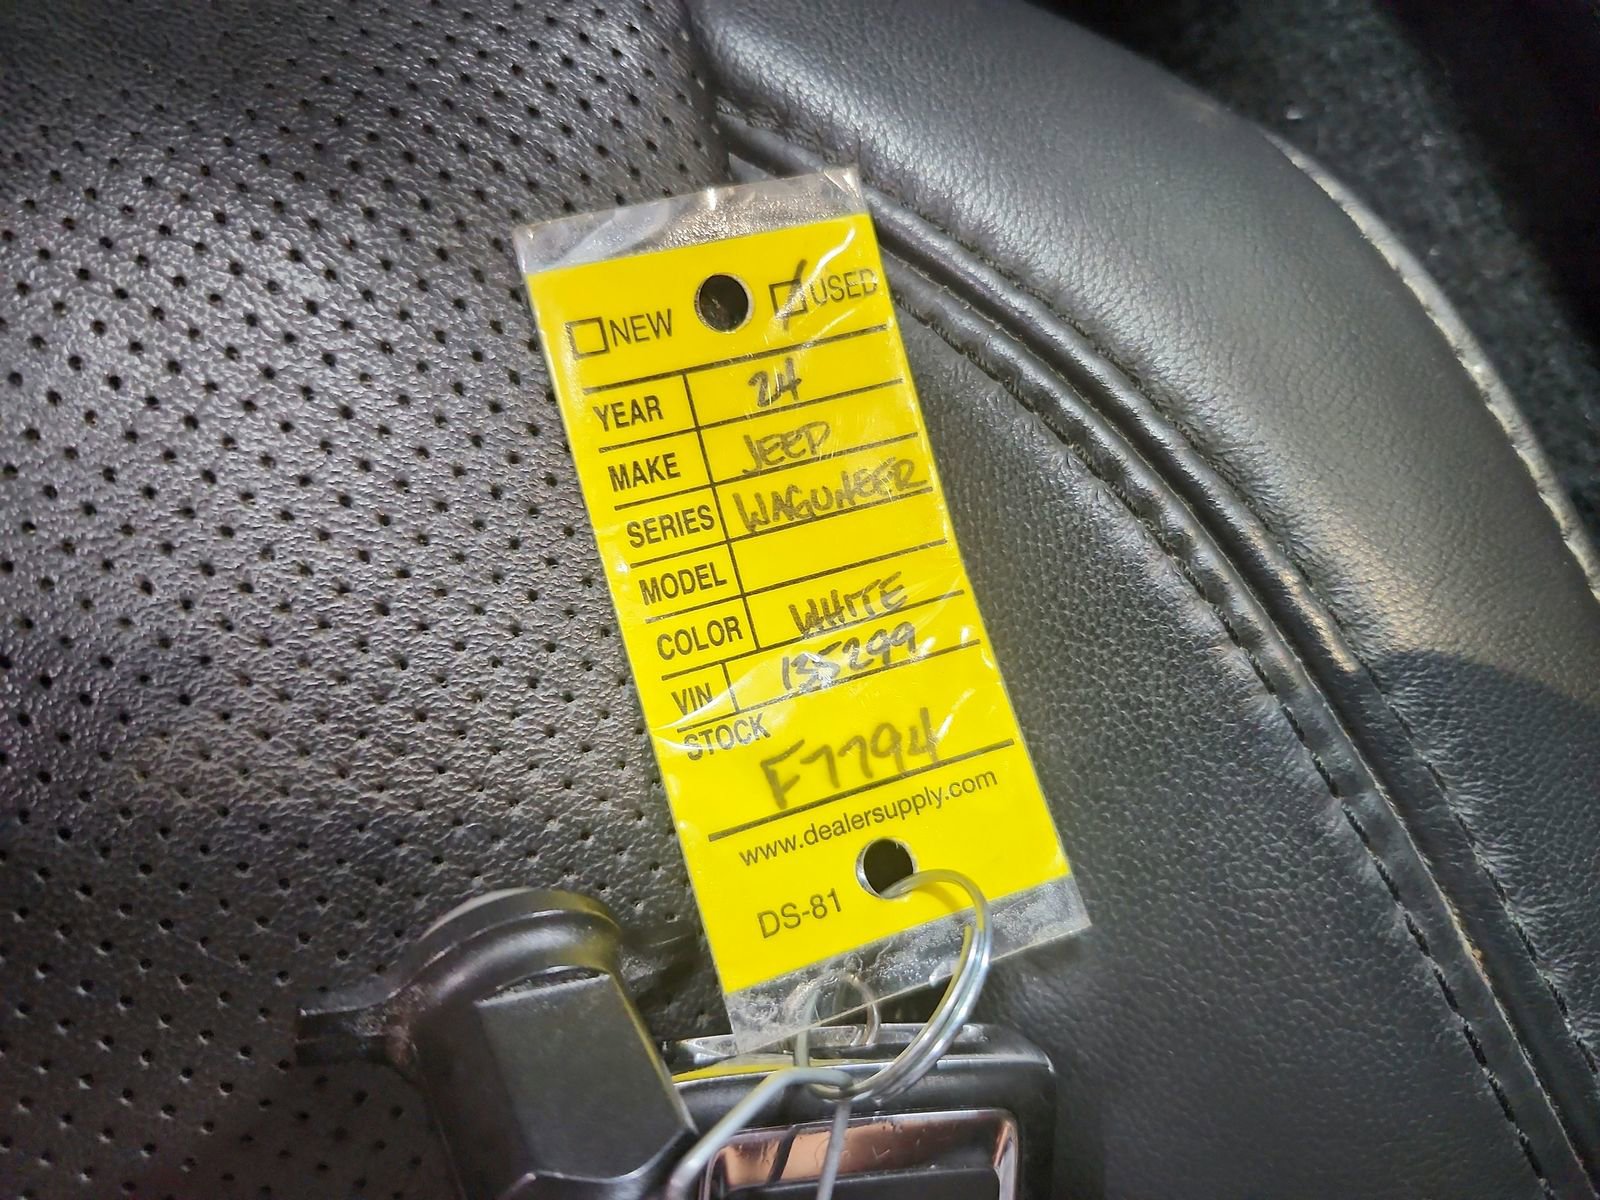 NEW USED
YEAR 24
MAKE JEEP
SERIES WAGONEER
MODEL
COLOR WHITE
VIN 135299
STOCK
F7794
www.dealersupply.com
DS-81